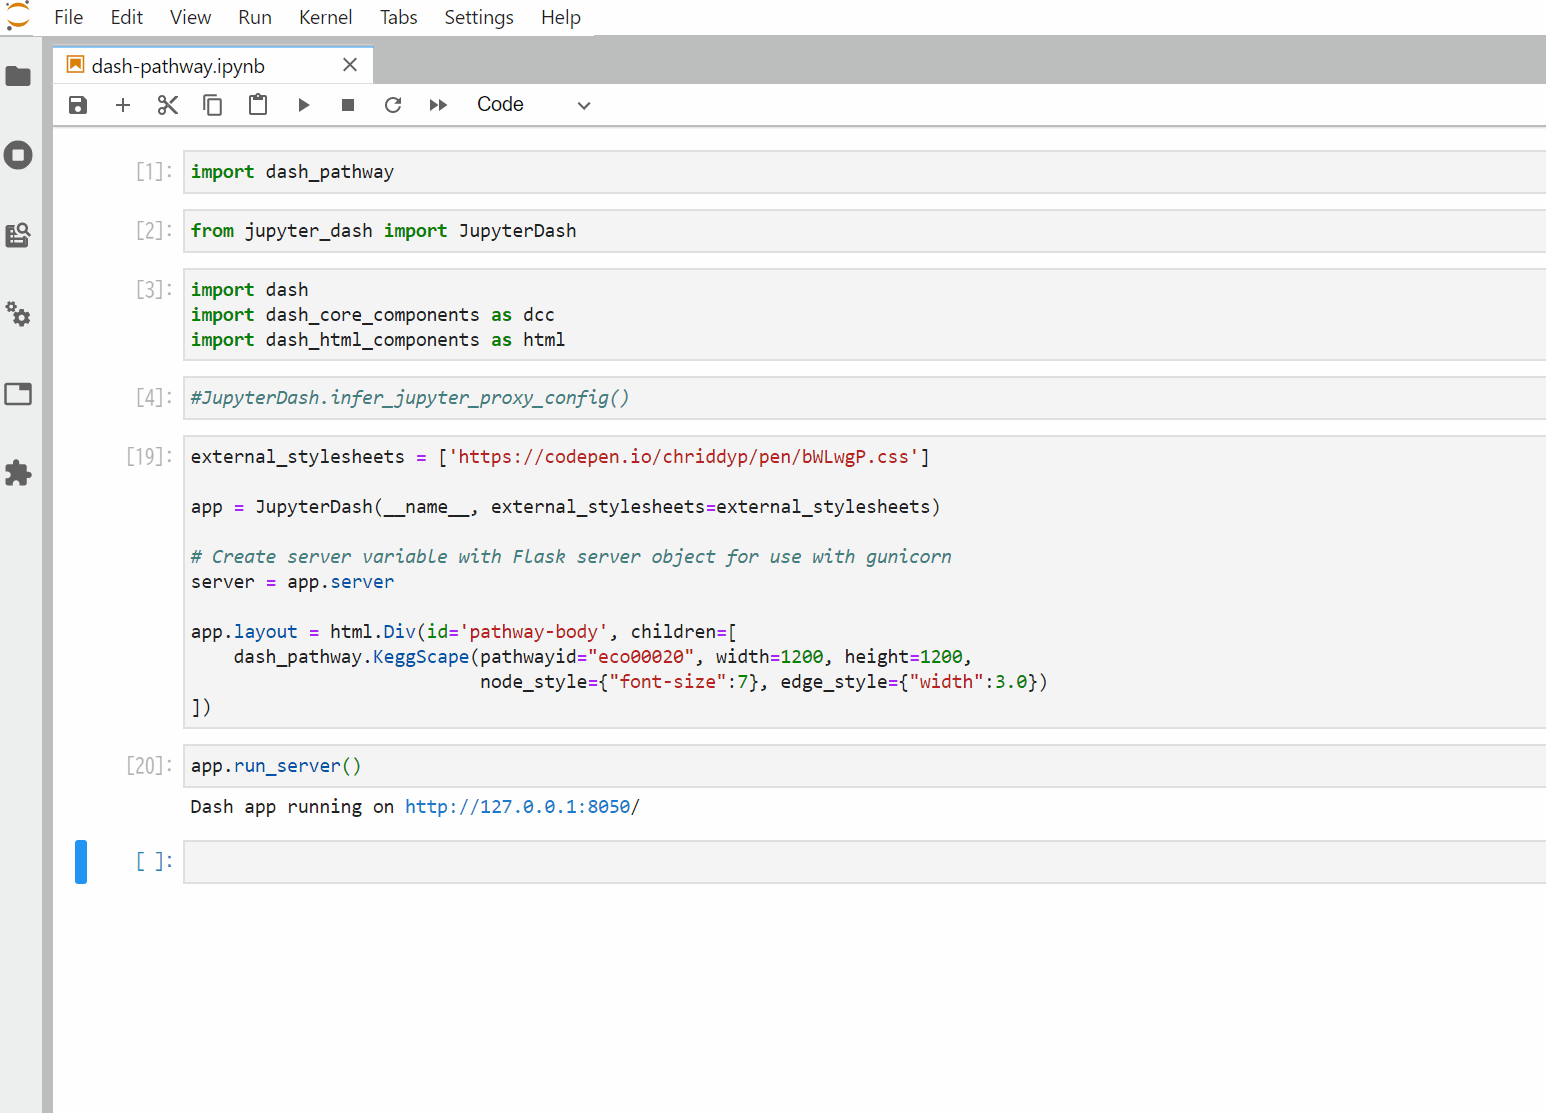 File Edit View Run Kernel Tabs Settings Help
dash-pathway.ipynb
Code
[1]: import dash_pathway
[2]: from jupyter_dash import JupyterDash
[3]: import dash
import dash_core_components as dcc
import dash_html_components as html
[4]: #JupyterDash.infer_jupyter_proxy_config()
[19]: external_stylesheets = ['https://codepen.io/chriddyp/pen/bWLwgP.css']
app = JupyterDash(__name__, external_stylesheets=external_stylesheets)
# Create server variable with Flask server object for use with gunicorn
server = app.server
app.layout = html.Div(id='pathway-body', children=[
dash_pathway.KeggScape(pathwayid="eco00020", width=1200, height=1200,
node_style={"font-size":7}, edge_style={"width":3.0})
])
[20]: app.run_server()
Dash app running on http://127.0.0.1:8050/
[ ]: